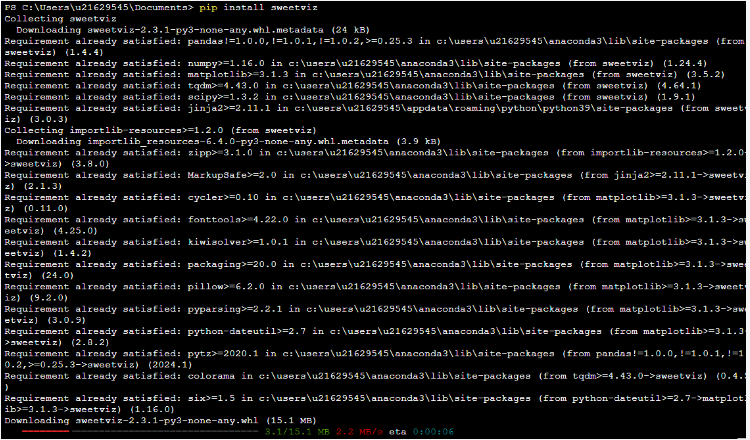 PS C:\Users\u21629545\Documents> pip install sweetviz
Collecting sweetviz
  Downloading sweetviz-2.3.1-py3-none-any.whl.metadata (24 kB)
Requirement already satisfied: pandas!=1.0.0,!=1.0.1,!=1.0.2,>=0.25.3 in c:\users\u21629545\anaconda3\lib\site-packages (from
sweetviz) (1.4.4)
Requirement already satisfied: numpy>=1.16.0 in c:\users\u21629545\anaconda3\lib\site-packages (from sweetviz) (1.24.4)
Requirement already satisfied: matplotlib>=3.1.3 in c:\users\u21629545\anaconda3\lib\site-packages (from sweetviz) (3.5.2)
Requirement already satisfied: tqdm>=4.43.0 in c:\users\u21629545\anaconda3\lib\site-packages (from sweetviz) (4.64.1)
Requirement already satisfied: scipy>=1.3.2 in c:\users\u21629545\anaconda3\lib\site-packages (from sweetviz) (1.9.1)
Requirement already satisfied: jinja2>=2.11.1 in c:\users\u21629545\appdata\roaming\python\python39\site-packages (from sweet
viz) (3.0.3)
Collecting importlib-resources>=1.2.0 (from sweetviz)
  Downloading importlib_resources-6.4.0-py3-none-any.whl.metadata (3.9 kB)
Requirement already satisfied: zipp>=3.1.0 in c:\users\u21629545\anaconda3\lib\site-packages (from importlib-resources>=1.2.0-
>sweetviz) (3.8.0)
Requirement already satisfied: MarkupSafe>=2.0 in c:\users\u21629545\anaconda3\lib\site-packages (from jinja2>=2.11.1->sweetv
iz) (2.1.3)
Requirement already satisfied: cycler>=0.10 in c:\users\u21629545\anaconda3\lib\site-packages (from matplotlib>=3.1.3->sweetvi
z) (0.11.0)
Requirement already satisfied: fonttools>=4.22.0 in c:\users\u21629545\anaconda3\lib\site-packages (from matplotlib>=3.1.3->sw
eetviz) (4.25.0)
Requirement already satisfied: kiwisolver>=1.0.1 in c:\users\u21629545\anaconda3\lib\site-packages (from matplotlib>=3.1.3->sw
eetviz) (1.4.2)
Requirement already satisfied: packaging>=20.0 in c:\users\u21629545\anaconda3\lib\site-packages (from matplotlib>=3.1.3->swee
tviz) (24.0)
Requirement already satisfied: pillow>=6.2.0 in c:\users\u21629545\anaconda3\lib\site-packages (from matplotlib>=3.1.3->sweetv
iz) (9.2.0)
Requirement already satisfied: pyparsing>=2.2.1 in c:\users\u21629545\anaconda3\lib\site-packages (from matplotlib>=3.1.3->swe
etviz) (3.0.9)
Requirement already satisfied: python-dateutil>=2.7 in c:\users\u21629545\anaconda3\lib\site-packages (from matplotlib>=3.1.3-
>sweetviz) (2.8.2)
Requirement already satisfied: pytz>=2020.1 in c:\users\u21629545\anaconda3\lib\site-packages (from pandas!=1.0.0,!=1.0.1,!=1.
0.2,>=0.25.3->sweetviz) (2024.1)
Requirement already satisfied: colorama in c:\users\u21629545\anaconda3\lib\site-packages (from tqdm>=4.43.0->sweetviz) (0.4.5
)
Requirement already satisfied: six>=1.5 in c:\users\u21629545\anaconda3\lib\site-packages (from python-dateutil>=2.7->matplotl
ib>=3.1.3->sweetviz) (1.16.0)
Downloading sweetviz-2.3.1-py3-none-any.whl (15.1 MB)
3.1/15.1 MB 2.2 MB/s eta 0:00:06